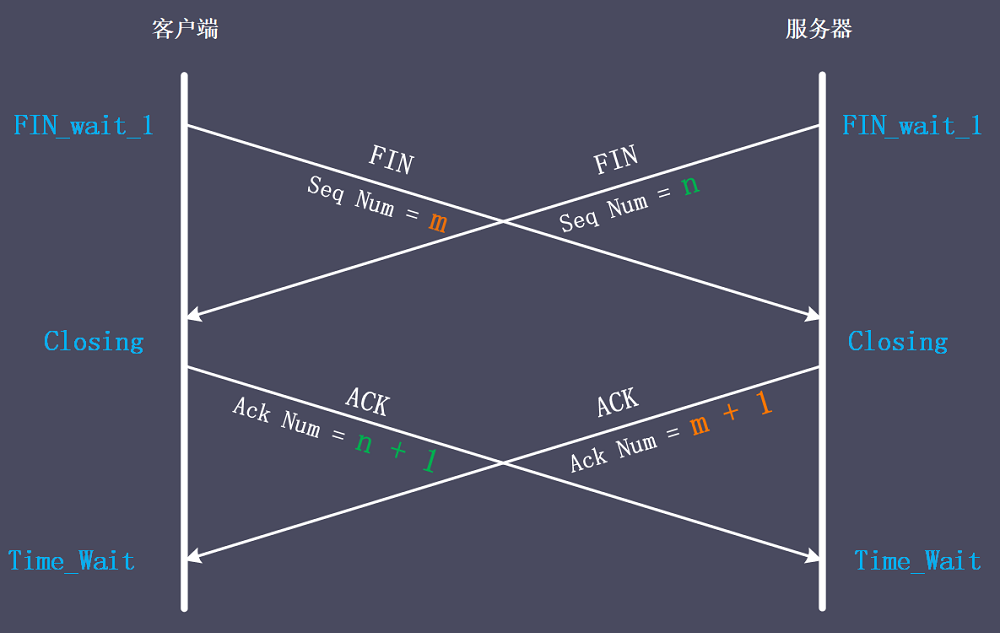 客户端
服务器
FIN_wait_1
FIN_wait_1
FIN
Seq Num = m
FIN
Seq Num = n
Closing
Closing
ACK
Ack Num = n + 1
ACK
Ack Num = m + 1
Time_Wait
Time_Wait